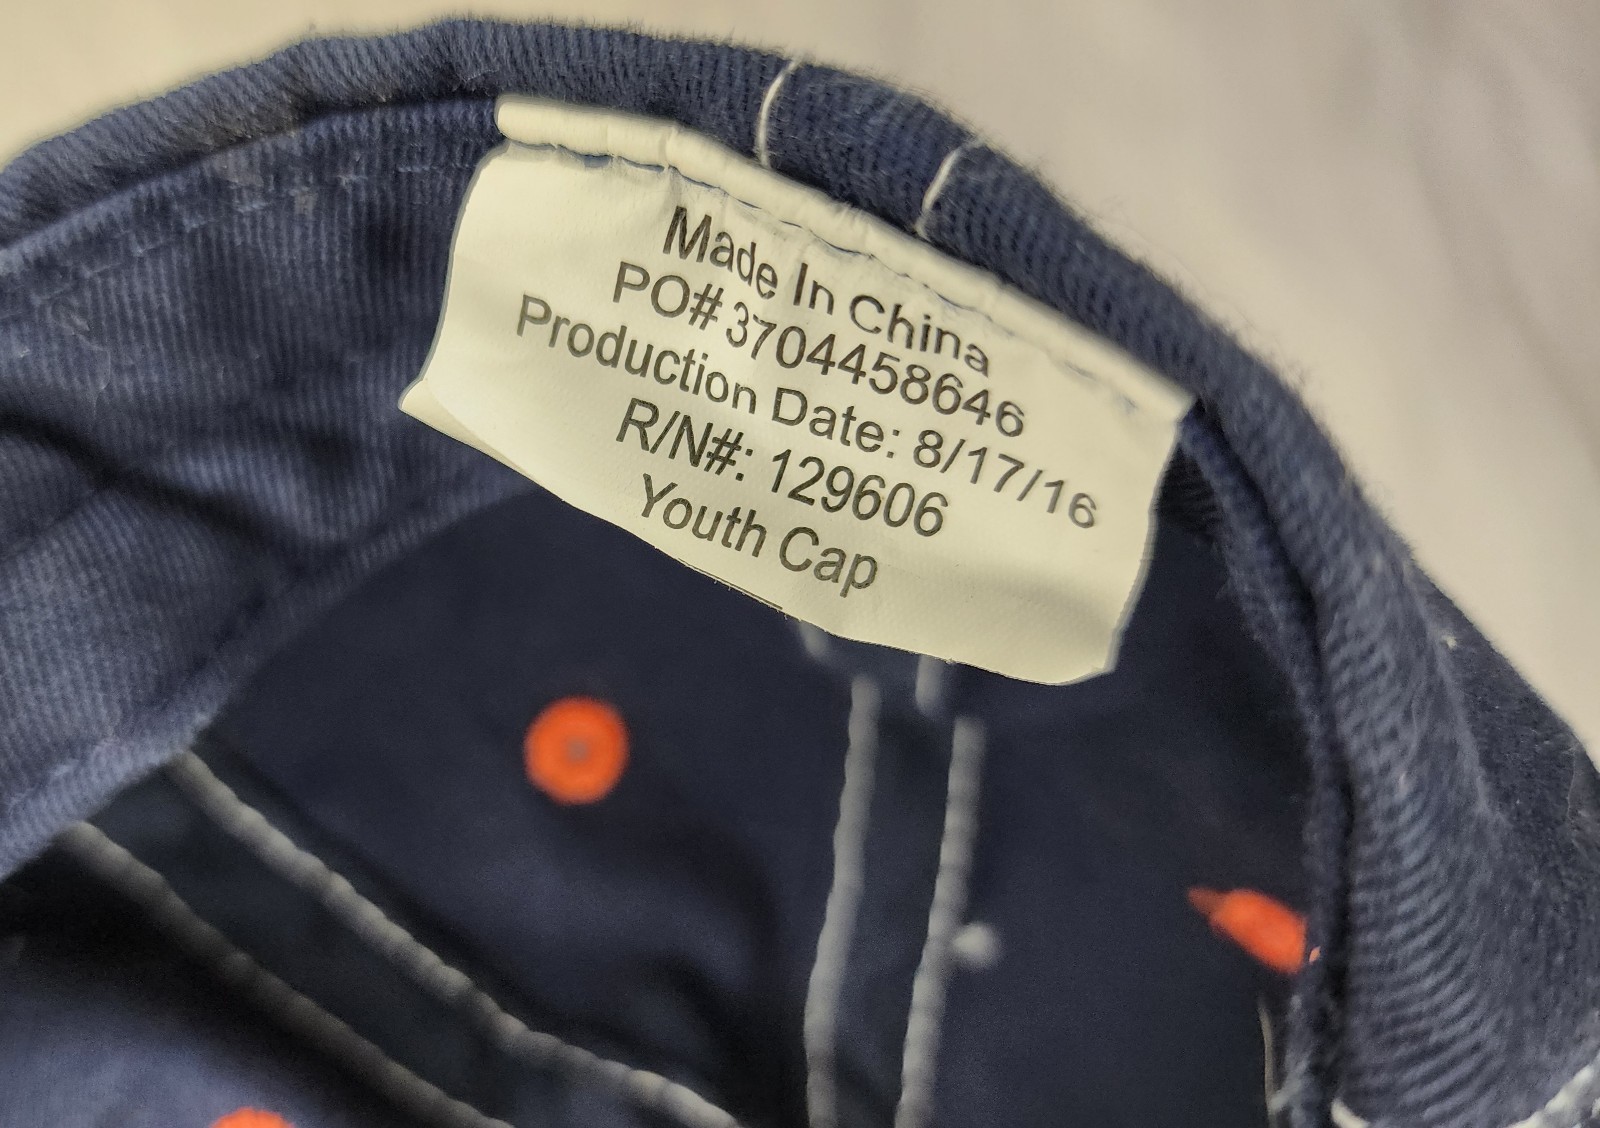 Made In China
PO# 3704458646
Production Date: 8/17/16
R/N#: 129606
Youth Cap